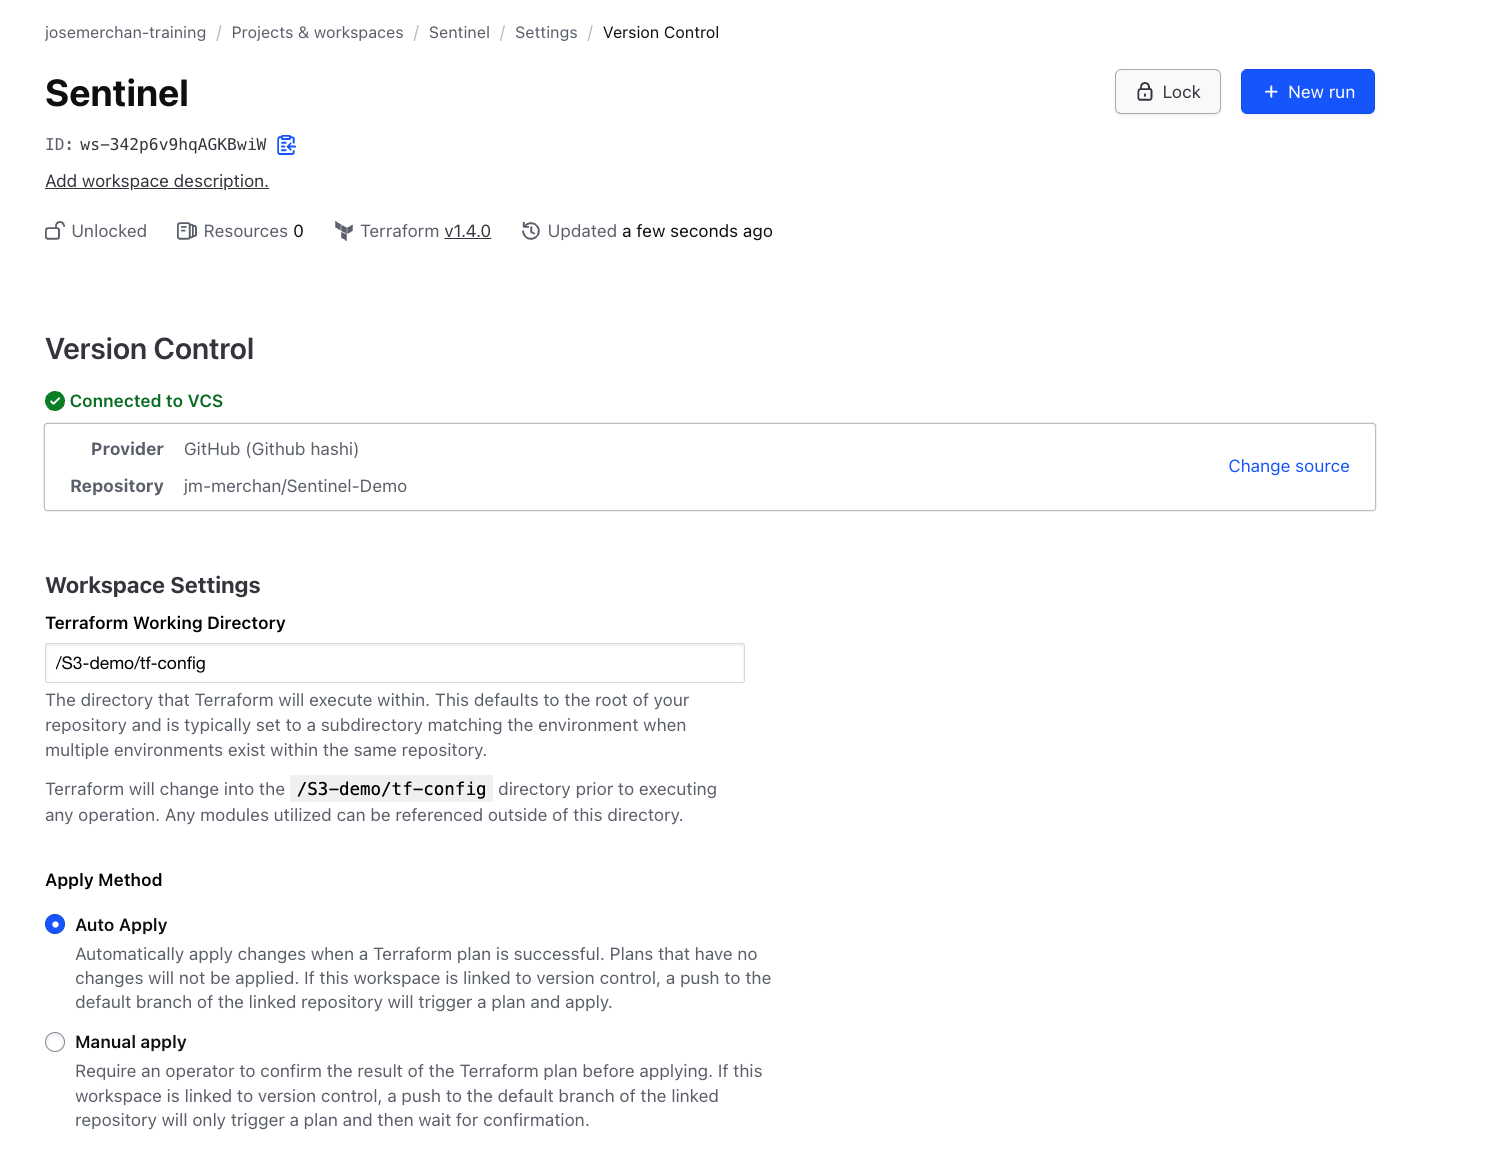 josemerchan-training / Projects & workspaces / Sentinel / Settings / Version Control
Sentinel
Lock
+ New run
ID: ws-342p6v9hqAGKBwiW
Add workspace description.
Unlocked Resources 0 Terraform v1.4.0 Updated a few seconds ago
Version Control
Connected to VCS
Provider GitHub (Github hashi)
Change source
Repository jm-merchan/Sentinel-Demo
Workspace Settings
Terraform Working Directory
/S3-demo/tf-config
The directory that Terraform will execute within. This defaults to the root of your
repository and is typically set to a subdirectory matching the environment when
multiple environments exist within the same repository.
Terraform will change into the /S3-demo/tf-config directory prior to executing
any operation. Any modules utilized can be referenced outside of this directory.
Apply Method
Auto Apply
Automatically apply changes when a Terraform plan is successful. Plans that have no
changes will not be applied. If this workspace is linked to version control, a push to the
default branch of the linked repository will trigger a plan and apply.
Manual apply
Require an operator to confirm the result of the Terraform plan before applying. If this
workspace is linked to version control, a push to the default branch of the linked
repository will only trigger a plan and then wait for confirmation.